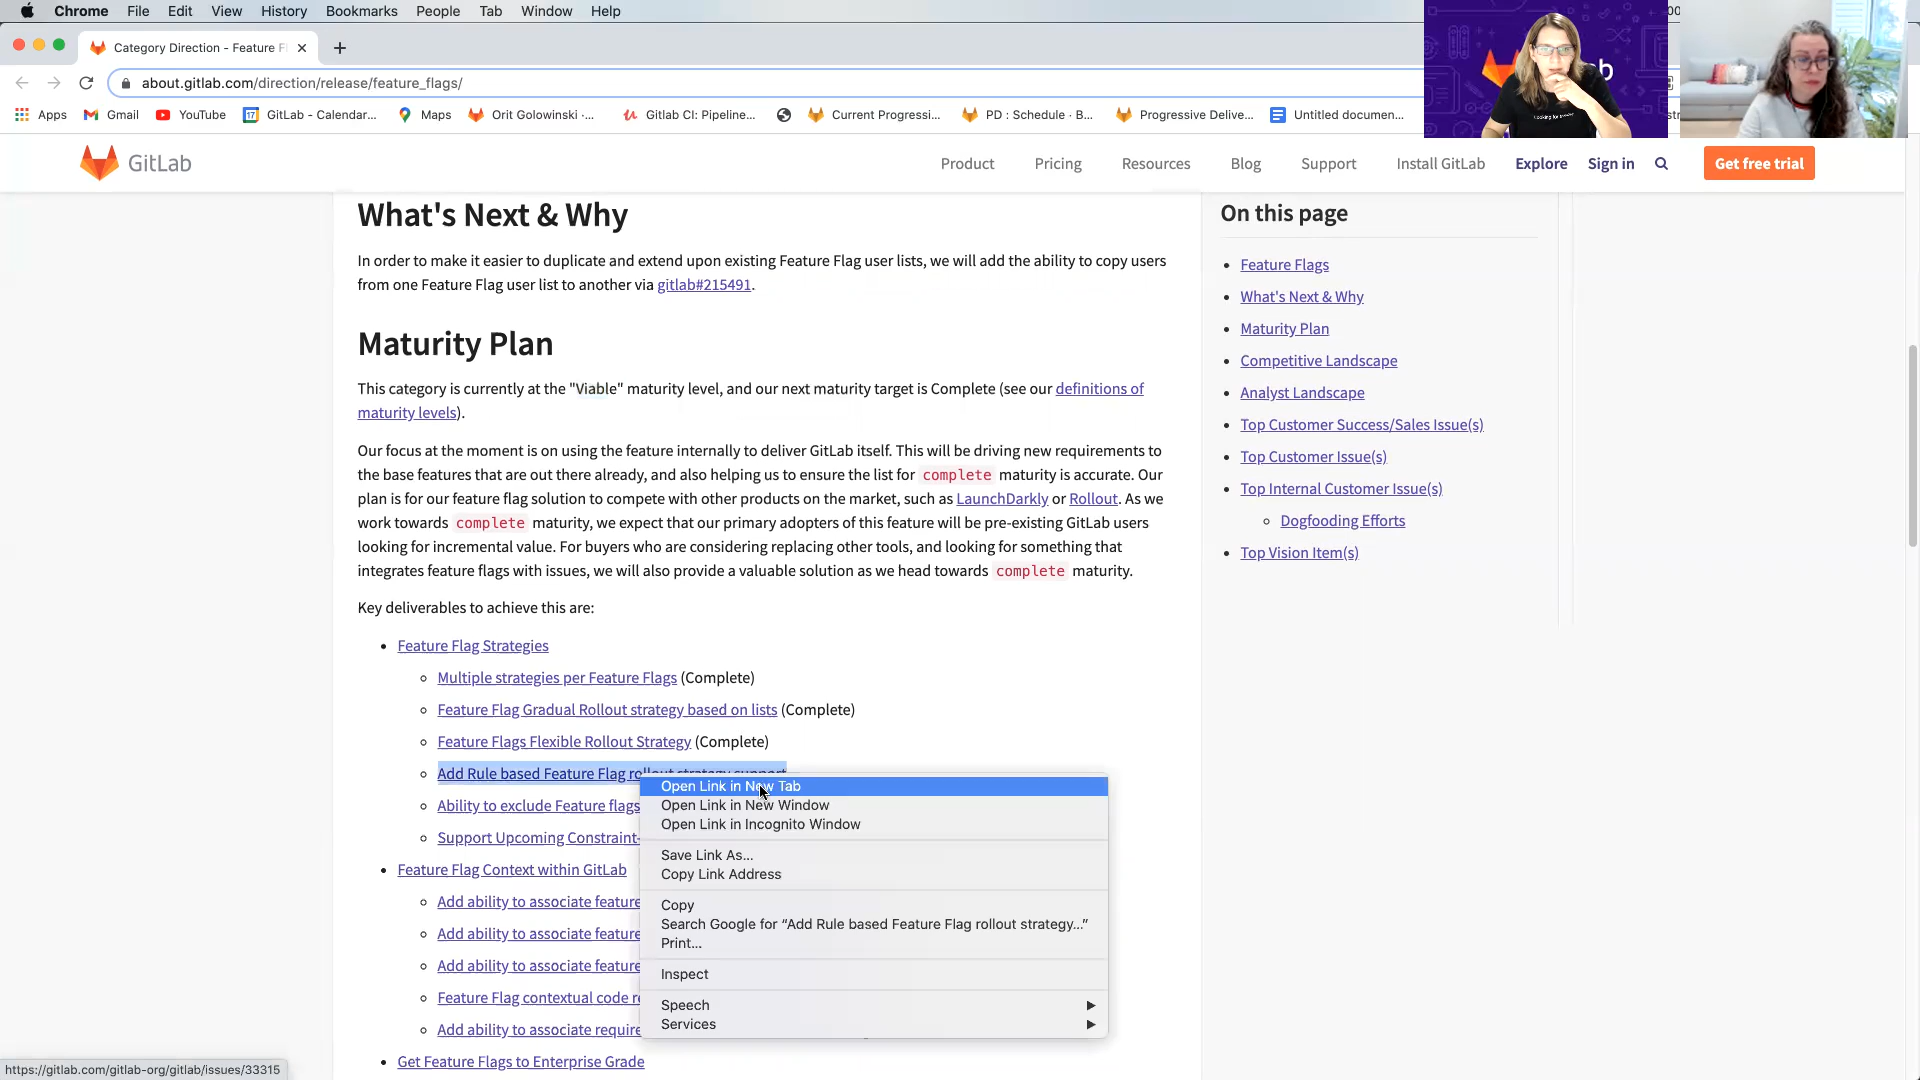 Chrome File Edit View History Bookmarks People Tab Window Help
Category Direction - Feature F
about.gitlab.com/direction/release/feature_flags/
Apps Gmail YouTube GitLab - Calendar... Maps Orit Golowinski -... Gitlab CI: Pipeline... Current Progressi... PD : Schedule · B... Progressive Delive... Untitled documen...
GitLab Product Pricing Resources Blog Support Install GitLab Explore Sign in Get free trial
What's Next & Why
In order to make it easier to duplicate and extend upon existing Feature Flag user lists, we will add the ability to copy users
from one Feature Flag user list to another via gitlab#215491.
Maturity Plan
This category is currently at the "Viable" maturity level, and our next maturity target is Complete (see our definitions of
maturity levels).
Our focus at the moment is on using the feature internally to deliver GitLab itself. This will be driving new requirements to
the base features that are out there already, and also helping us to ensure the list for complete maturity is accurate. Our
plan is for our feature flag solution to compete with other products on the market, such as LaunchDarkly or Rollout. As we
work towards complete maturity, we expect that our primary adopters of this feature will be pre-existing GitLab users
looking for incremental value. For buyers who are considering replacing other tools, and looking for something that
integrates feature flags with issues, we will also provide a valuable solution as we head towards complete maturity.
Key deliverables to achieve this are:
Feature Flag Strategies
Multiple strategies per Feature Flags (Complete)
Feature Flag Gradual Rollout strategy based on lists (Complete)
Feature Flags Flexible Rollout Strategy (Complete)
Add Rule based Feature Flag rollout strategy support
Ability to exclude Feature flags
Support Upcoming Constraint-
Feature Flag Context within GitLab
Add ability to associate feature
Add ability to associate feature
Add ability to associate feature
Feature Flag contextual code re
Add ability to associate require
Get Feature Flags to Enterprise Grade
Open Link in New Tab
Open Link in New Window
Open Link in Incognito Window
Save Link As...
Copy Link Address
Copy
Search Google for “Add Rule based Feature Flag rollout strategy...”
Print...
Inspect
Speech
Services
On this page
Feature Flags
What's Next & Why
Maturity Plan
Competitive Landscape
Analyst Landscape
Top Customer Success/Sales Issue(s)
Top Customer Issue(s)
Top Internal Customer Issue(s)
Dogfooding Efforts
Top Vision Item(s)
https://gitlab.com/gitlab-org/gitlab/issues/33315